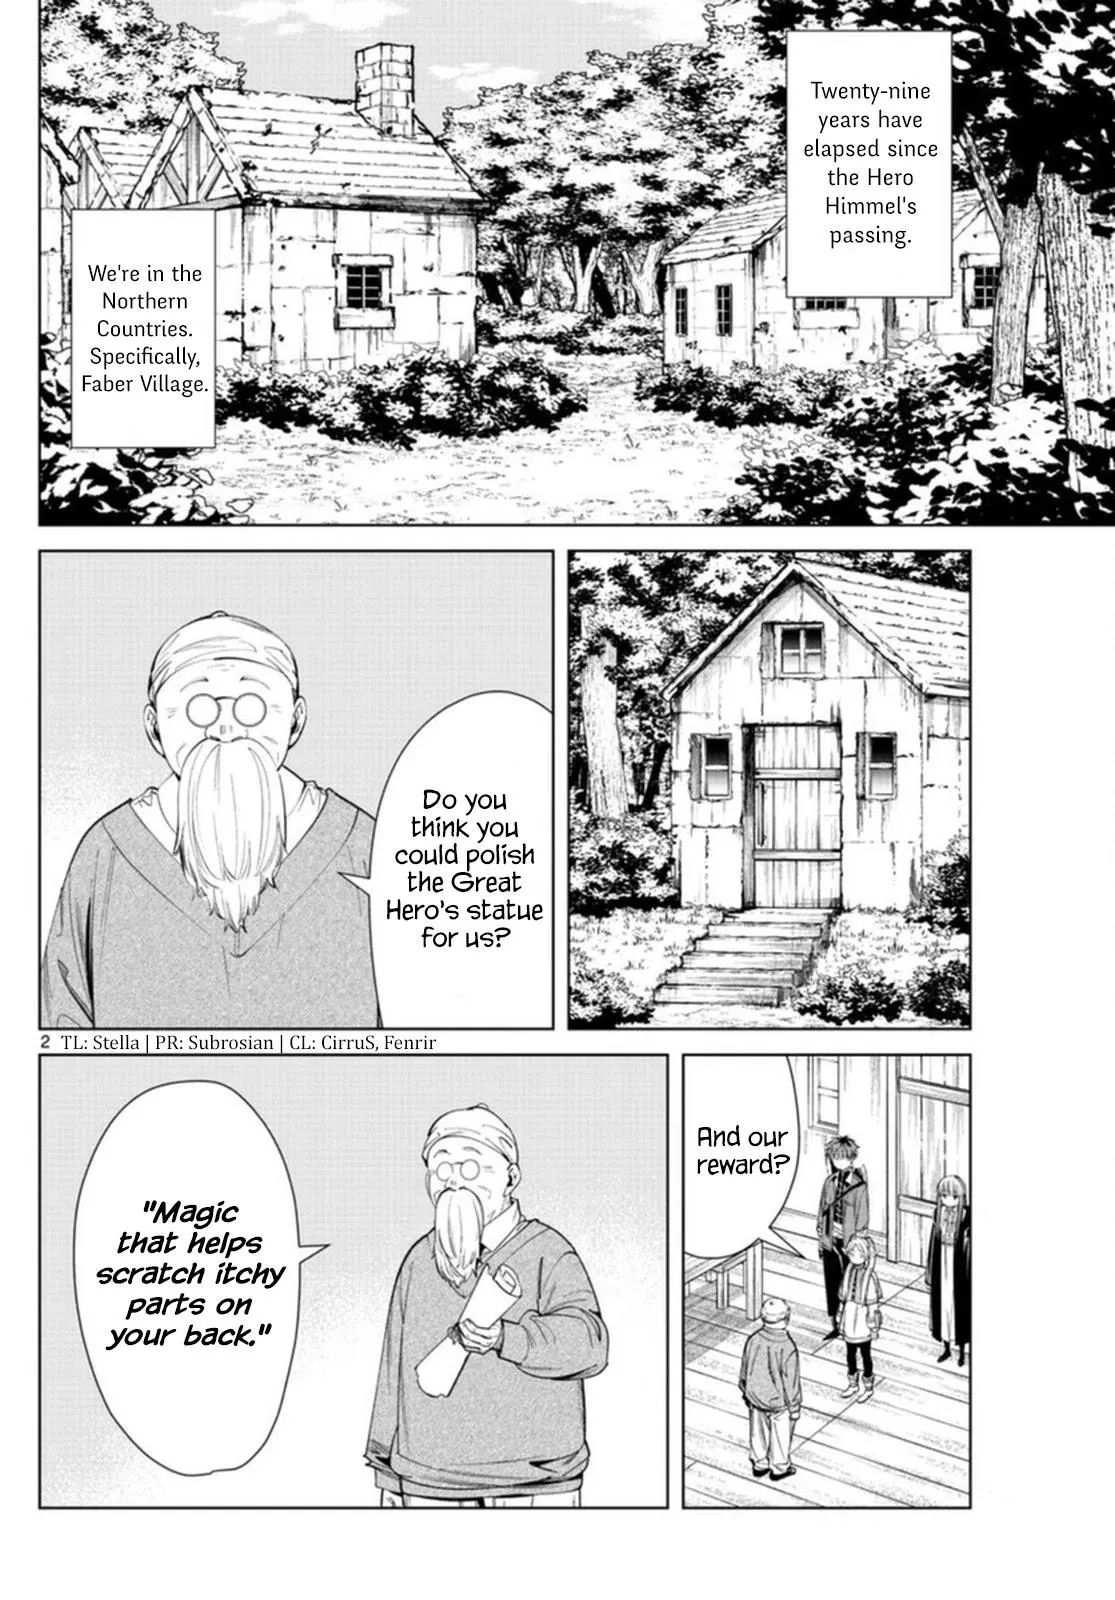 Twenty-nine
years have
elapsed since
the Hero
Himmel's
passing.
We're in the
Northern
Countries.
Specifically,
Faber Village.
Do you
think you
could polish
the Great
Hero's statue
for us?
2 TL: Stella | PR: Subrosian | CL: CirruS, Fenrir
And our
reward?
"Magic
that helps
scratch itchy
parts on
your back."